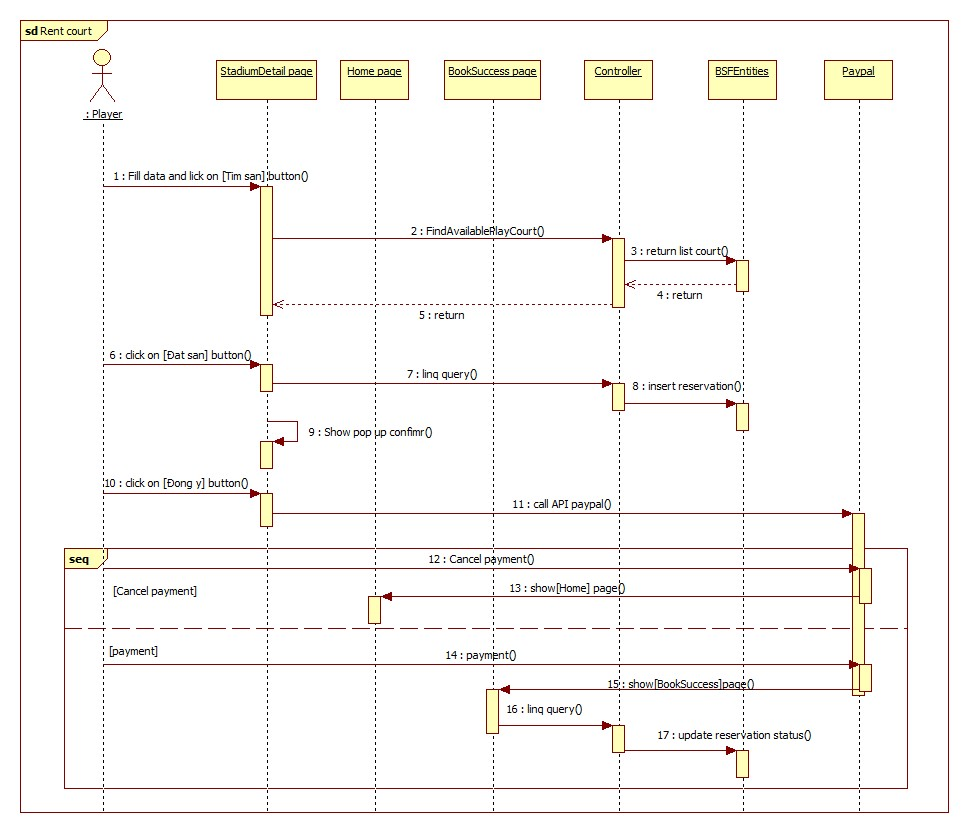 sd Rent court
StadiumDetail page
Home page
BookSuccess page
Controller
BSFEntities
Paypal
: Player
1 : Fill data and lick on [Tim san] button()
2 : FindAvailablePlayCourt()
3 : return list court()
4 : return
5 : return
6 : click on [Đat san] button()
7 : linq query()
8 : insert reservation()
9 : Show pop up confimr()
10 : click on [Đong y] button()
11 : call API paypal()
seq
12 : Cancel payment()
[Cancel payment]
13 : show[Home] page()
[payment]
14 : payment()
15 : show[BookSuccess]page()
16 : linq query()
17 : update reservation status()